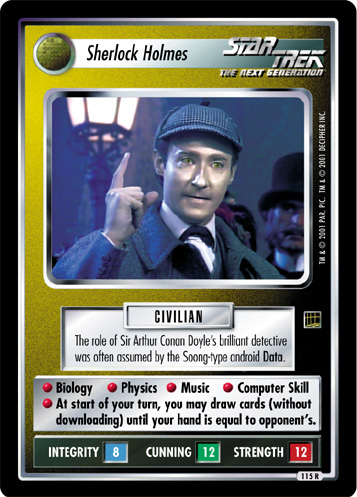 Sherlock Holmes
STAR TREK
THE NEXT GENERATION
TM & © 2001 PAR. PIC. TM & © 2001 DECIPHER INC.
CIVILIAN
The role of Sir Arthur Conan Doyle's brilliant detective
was often assumed by the Soong-type android Data.
• Biology • Physics • Music • Computer Skill
• At start of your turn, you may draw cards (without
downloading) until your hand is equal to opponent's.
INTEGRITY 8 CUNNING 12 STRENGTH 12
115 R